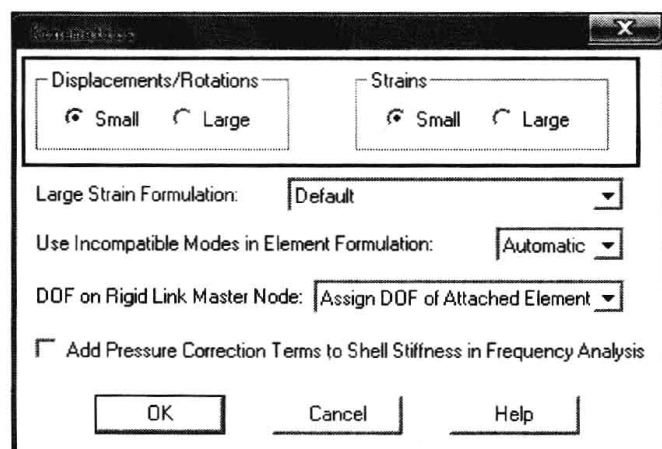 Kinematics
Displacements/Rotations Strains
Small Large Small Large
Large Strain Formulation: Default
Use Incompatible Modes in Element Formulation: Automatic
DOF on Rigid Link Master Node: Assign DOF of Attached Element
Add Pressure Correction Terms to Shell Stiffness in Frequency Analysis
OK Cancel Help